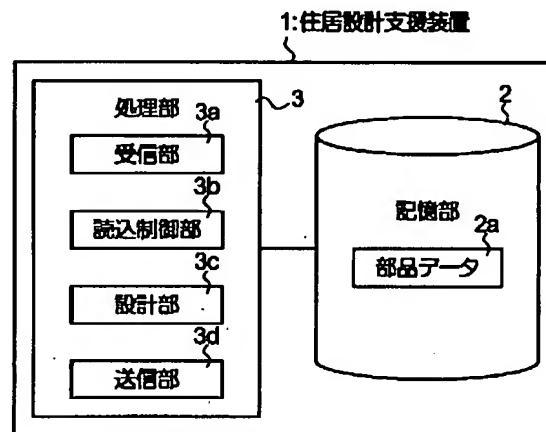 1:住居設計支援装置
処理部
3
3a
受信部
3b
読込制御部
3c
設計部
3d
送信部
2
記憶部
2a
部品データ